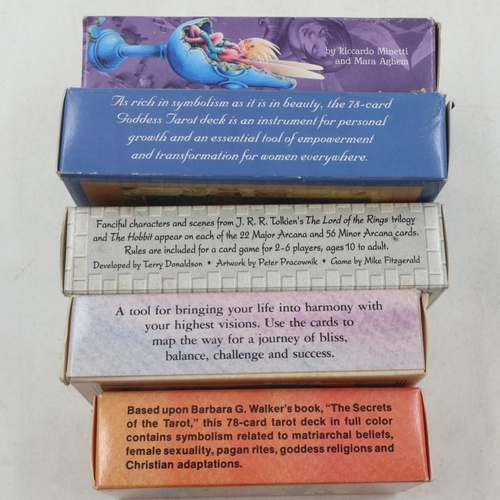 by Riccardo Minetti
and Mara Aghem
As rich in symbolism as it is in beauty, the 78-card
Goddess Tarot deck is an instrument for personal
growth and an essential tool of empowerment
and transformation for women everywhere.
Fanciful characters and scenes from J. R. R. Tolkien's The Lord of the Rings trilogy
and The Hobbit appear on each of the 22 Major Arcana and 56 Minor Arcana cards.
Rules are included for a card game for 2-6 players, ages 10 to adult.
Developed by Terry Donaldson • Artwork by Peter Pracownik • Game by Mike Fitzgerald
A tool for bringing your life into harmony with
your highest visions. Use the cards to
map the way for a journey of bliss,
balance, challenge and success.
Based upon Barbara G. Walker's book, "The Secrets
of the Tarot," this 78-card tarot deck in full color
contains symbolism related to matriarchal beliefs,
female sexuality, pagan rites, goddess religions and
Christian adaptations.